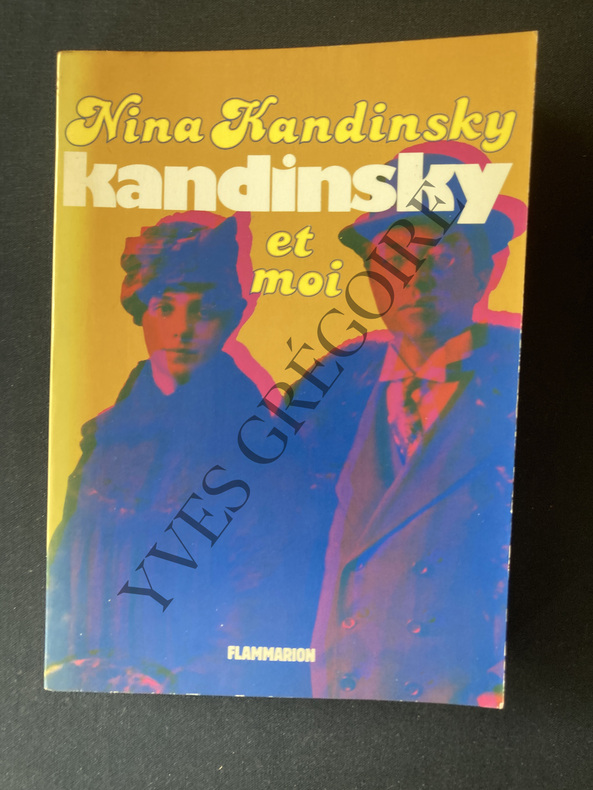 Nina Kandinsky
kandinsky
et
moi
YVES GRÉGOIRE
FLAMMARION